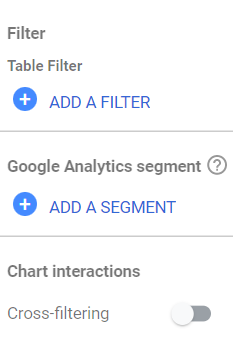 Filter
Table Filter
ADD A FILTER
Google Analytics segment
ADD A SEGMENT
Chart interactions
Cross-filtering